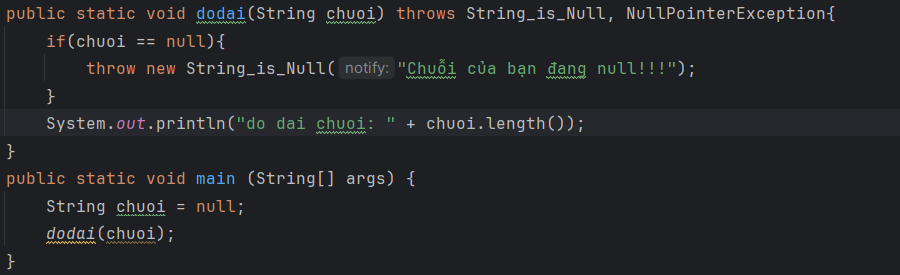 public static void dodai(String chuoi) throws String_is_Null, NullPointerException{
if(chuoi == null){
throw new String_is_Null( notify: "Chuỗi của bạn đang null!!!");
}
System.out.println("do dai chuoi: " + chuoi.length());
}
public static void main (String[] args) {
String chuoi = null;
dodai(chuoi);
}